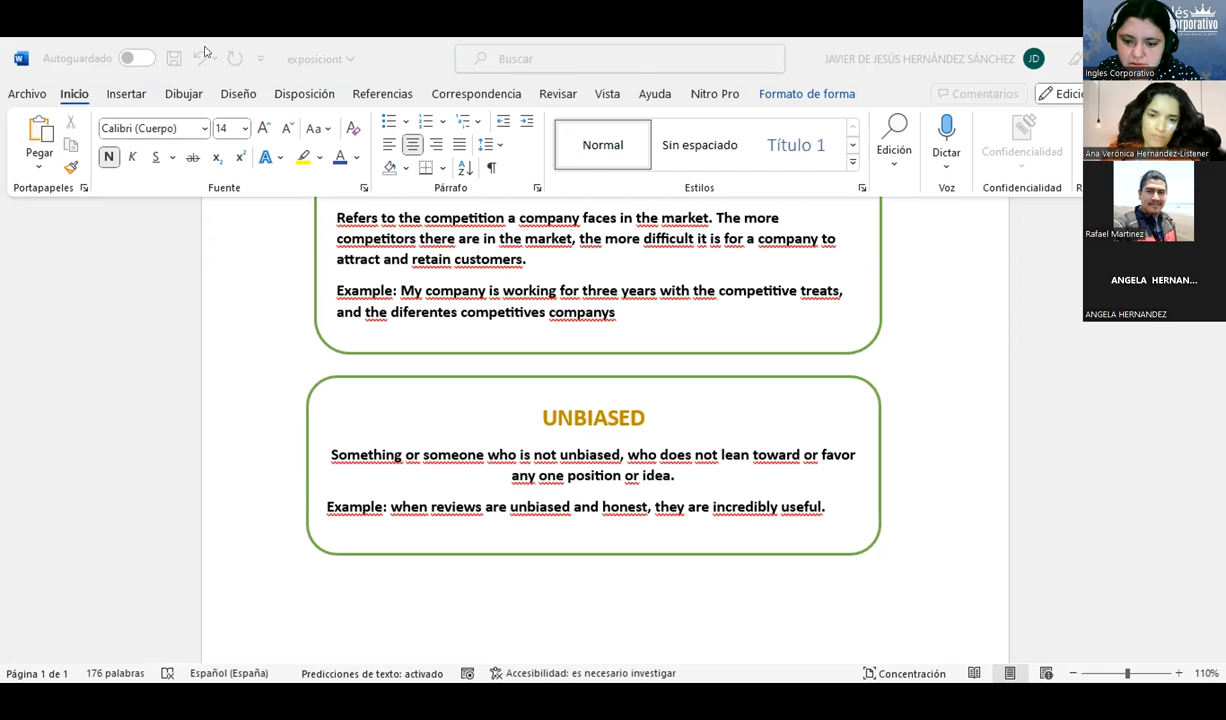 Autoguardado
exposiciont
Buscar
JAVIER DE JESÚS HERNÁNDEZ SÁNCHEZ
JD
Archivo Inicio Insertar Dibujar Diseño Disposición Referencias Correspondencia Revisar Vista Ayuda Nitro Pro Formato de forma
Comentarios
Edición
Pegar
Calibri (Cuerpo) 14
Normal
Sin espaciado
Título 1
Edición
Dictar
Confidencialidad
Portapapeles
Fuente
Párrafo
Estilos
Voz
Confidencialidad
Refers to the competition a company faces in the market. The more
competitors there are in the market, the more difficult it is for a company to
attract and retain customers.
Example: My company is working for three years with the competitive treats,
and the diferentes competitives companys
UNBIASED
Something or someone who is not unbiased, who does not lean toward or favor
any one position or idea.
Example: when reviews are unbiased and honest, they are incredibly useful.
Página 1 de 1
176 palabras
Español (España)
Predicciones de texto: activado
Accesibilidad: es necesario investigar
Concentración
110%
Ingles Corporativo
Ana Verónica Hernández-Listener
Rafael Martinez
ANGELA HERNAN...
ANGELA HERNANDEZ